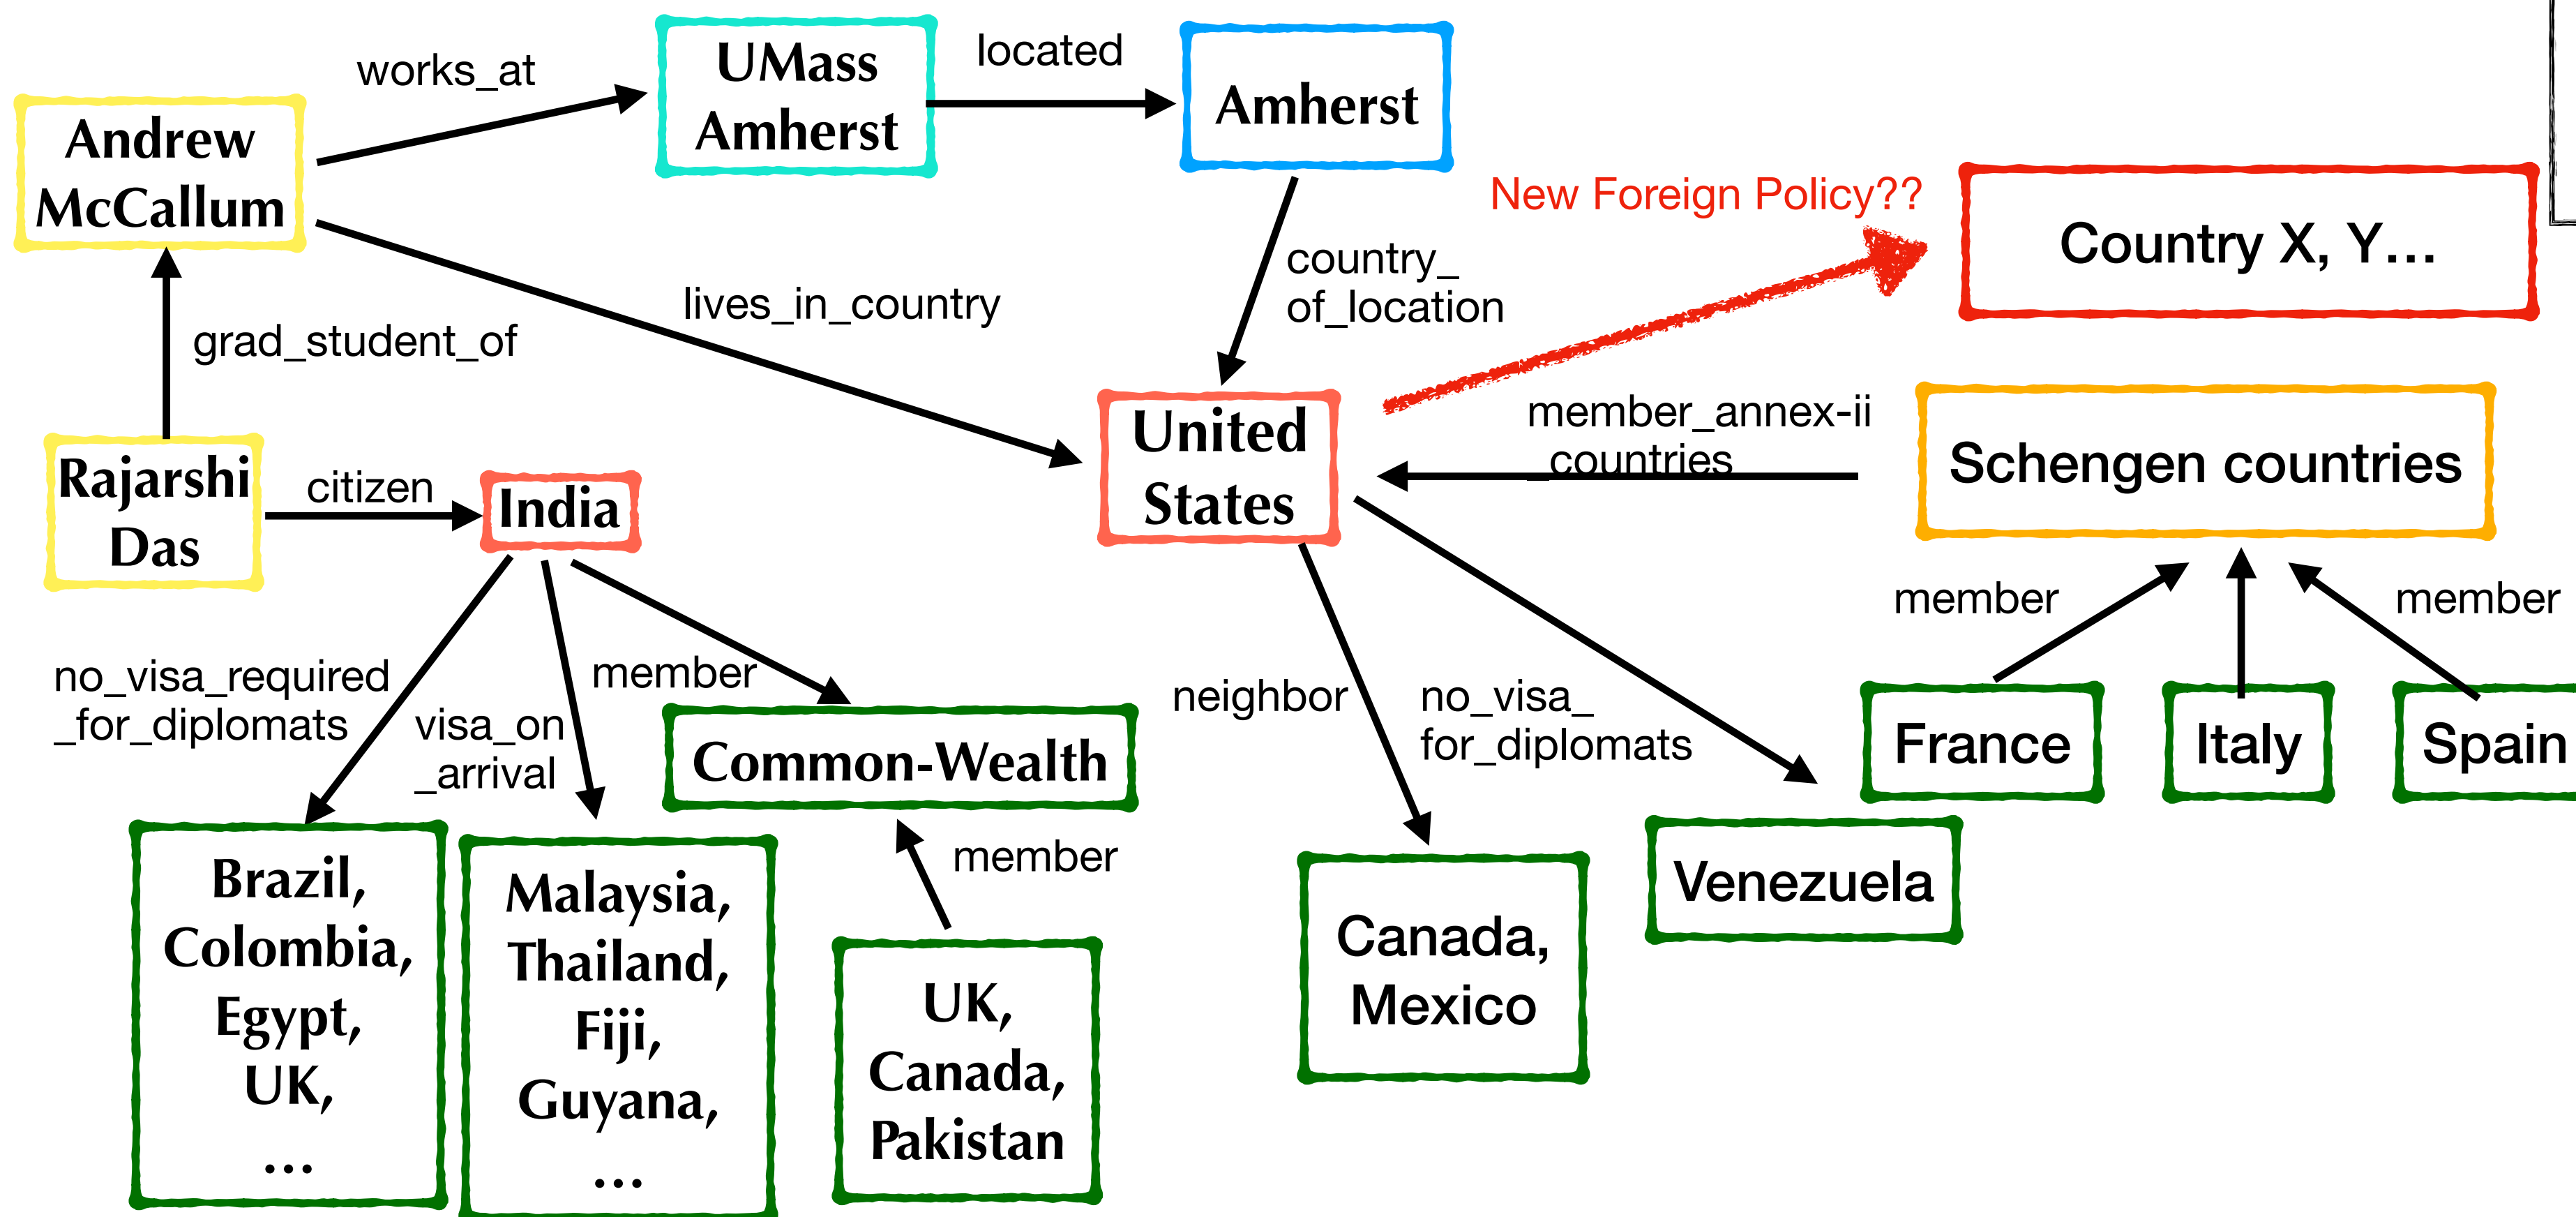 works_at
UMass
Amherst
located
Amherst
Andrew
McCallum
New Foreign Policy??
Country X, Y...
country_
of_location
lives_in_country
grad_student_of
United
States
member_annex-ii
_countries
Schengen countries
Rajarshi
Das
citizen
India
member
member
no_visa_required
_for_diplomats
visa_on
_arrival
member
Common-Wealth
neighbor
no_visa_
for_diplomats
France
Italy
Spain
Brazil,
Colombia,
Egypt,
UK,
...
Malaysia,
Thailand,
Fiji,
Guyana,
...
member
UK,
Canada,
Pakistan
Canada,
Mexico
Venezuela